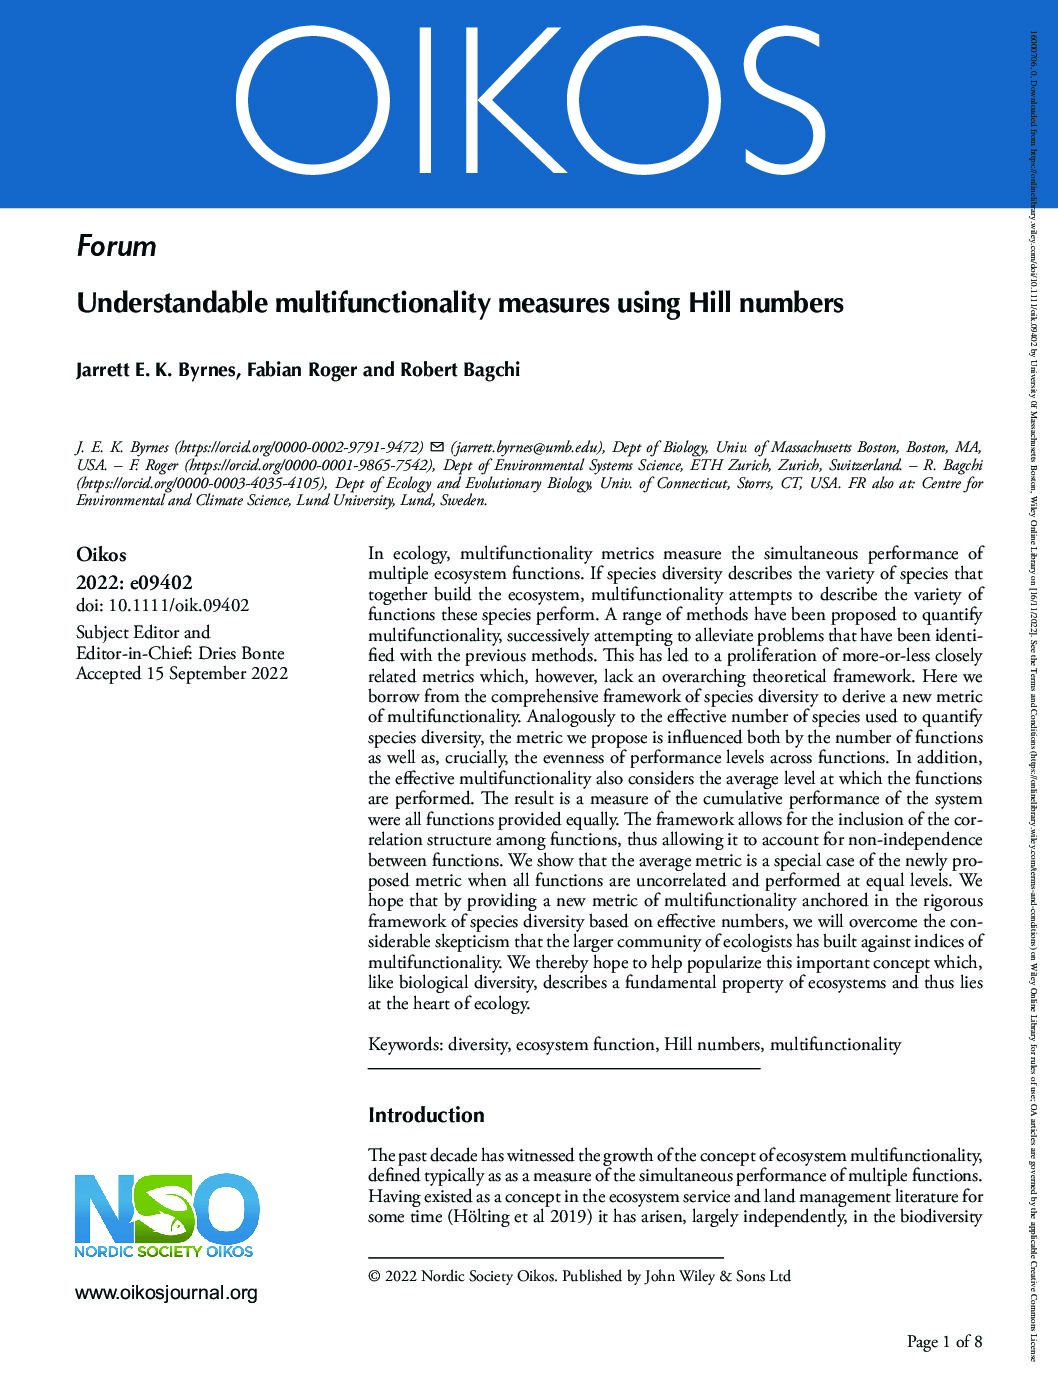 OIKOS
Forum
Understandable multifunctionality measures using Hill numbers
Jarrett E. K. Byrnes, Fabian Roger and Robert Bagchi
J. E. K. Byrnes (https://orcid.org/0000-0002-9791-9472) ✉ (jarrett.byrnes@umb.edu), Dept of Biology, Univ. of Massachusetts Boston, Boston, MA,
USA. – F. Roger (https://orcid.org/0000-0001-9865-7542), Dept of Environmental Systems Science, ETH Zurich, Zurich, Switzerland. – R. Bagchi
(https://orcid.org/0000-0003-4035-4105), Dept of Ecology and Evolutionary Biology, Univ. of Connecticut, Storrs, CT, USA. FR also at: Centre for
Environmental and Climate Science, Lund University, Lund, Sweden.
Oikos
2022: e09402
doi: 10.1111/oik.09402
Subject Editor and
Editor-in-Chief: Dries Bonte
Accepted 15 September 2022
In ecology, multifunctionality metrics measure the simultaneous performance of
multiple ecosystem functions. If species diversity describes the variety of species that
together build the ecosystem, multifunctionality attempts to describe the variety of
functions these species perform. A range of methods have been proposed to quantify
multifunctionality, successively attempting to alleviate problems that have been identi-
fied with the previous methods. This has led to a proliferation of more-or-less closely
related metrics which, however, lack an overarching theoretical framework. Here we
borrow from the comprehensive framework of species diversity to derive a new metric
of multifunctionality. Analogously to the effective number of species used to quantify
species diversity, the metric we propose is influenced both by the number of functions
as well as, crucially, the evenness of performance levels across functions. In addition,
the effective multifunctionality also considers the average level at which the functions
are performed. The result is a measure of the cumulative performance of the system
were all functions provided equally. The framework allows for the inclusion of the cor-
relation structure among functions, thus allowing it to account for non-independence
between functions. We show that the average metric is a special case of the newly pro-
posed metric when all functions are uncorrelated and performed at equal levels. We
hope that by providing a new metric of multifunctionality anchored in the rigorous
framework of species diversity based on effective numbers, we will overcome the con-
siderable skepticism that the larger community of ecologists has built against indices of
multifunctionality. We thereby hope to help popularize this important concept which,
like biological diversity, describes a fundamental property of ecosystems and thus lies
at the heart of ecology.
Keywords: diversity, ecosystem function, Hill numbers, multifunctionality
Introduction
The past decade has witnessed the growth of the concept of ecosystem multifunctionality,
defined typically as as a measure of the simultaneous performance of multiple functions.
Having existed as a concept in the ecosystem service and land management literature for
some time (Hölting et al 2019) it has arisen, largely independently, in the biodiversity
NSO
NORDIC SOCIETY OIKOS
www.oikosjournal.org
© 2022 Nordic Society Oikos. Published by John Wiley & Sons Ltd
Page 1 of 8
16000706, 0, Downloaded from https://onlinelibrary.wiley.com/doi/10.1111/oik.09402 by University Of Massachusetts Boston, Wiley Online Library on [16/11/2022]. See the Terms and Conditions (https://onlinelibrary.wiley.com/terms-and-conditions) on Wiley Online Library for rules of use; OA articles are governed by the applicable Creative Commons License